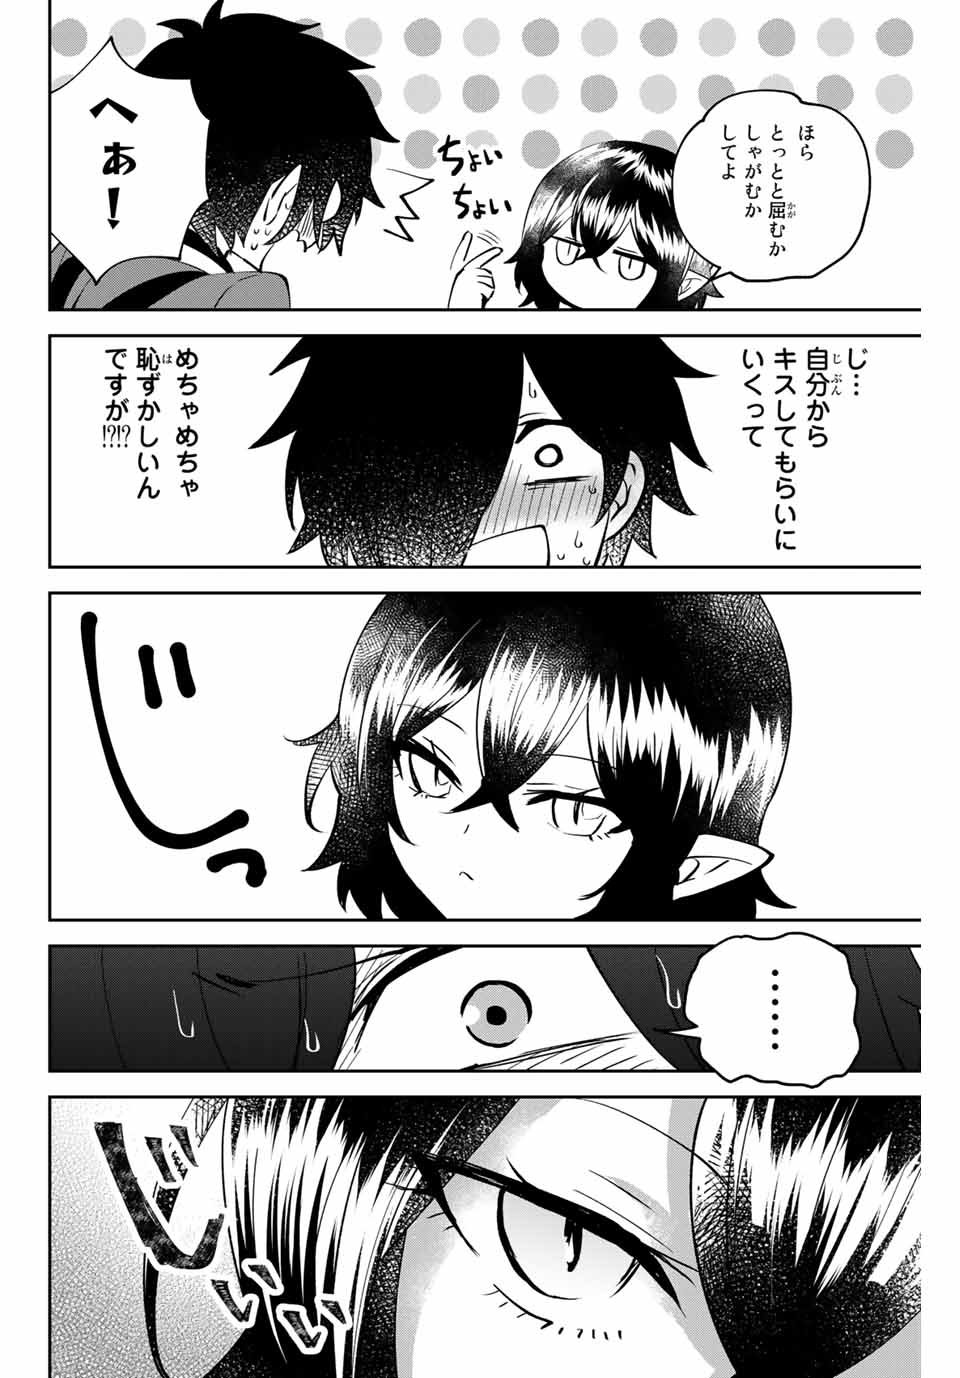 ほら
とっとと屈むか
しゃがむか
してよ
ちょい
ちょい
へあ！
じ…
自分から
キスしてもらいに
いくって
めちゃめちゃ
恥ずかしいん
ですが!?!?
じーっ
……
じいい